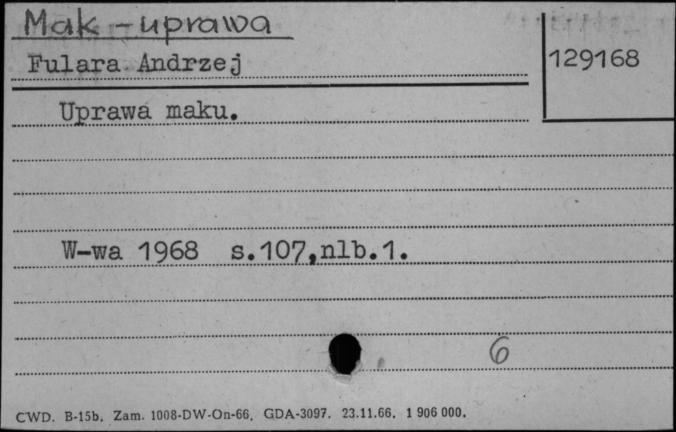 Mak - uprawa
Fulara Andrzej
129168
Uprawa maku.
W-wa 1968 s.107,nlb.1.
6
CWD. B-15b. Zam. 1008-DW-On-66. GDA-3097. 23.11.66. 1 906 000.